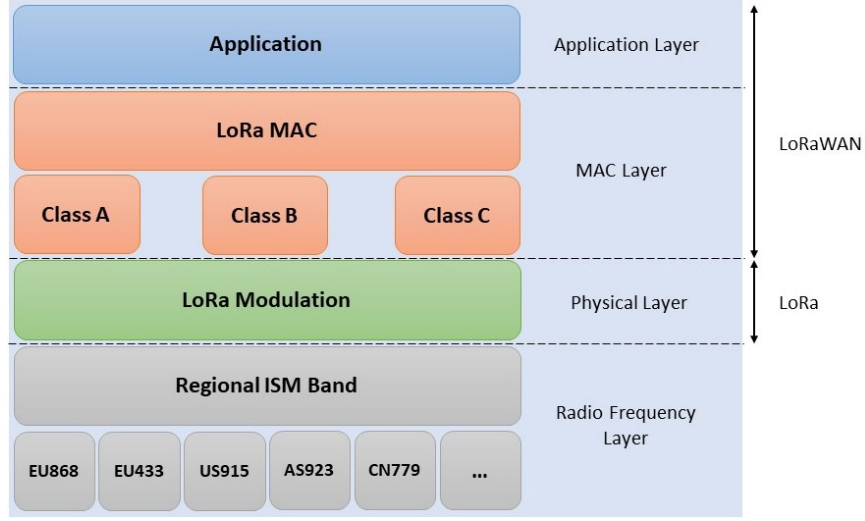 Application
Application Layer
LoRa MAC
MAC Layer
LoRaWAN
Class A
Class B
Class C
LoRa Modulation
Physical Layer
LoRa
Regional ISM Band
Radio Frequency
Layer
EU868
EU433
US915
AS923
CN779
...